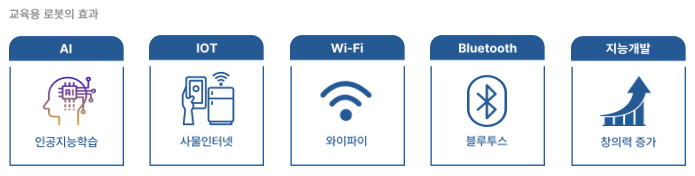 교육용 로봇의 효과
AI
IOT
Wi-Fi
Bluetooth
지능개발
AI
인공지능학습
사물인터넷
와이파이
블루투스
창의력 증가